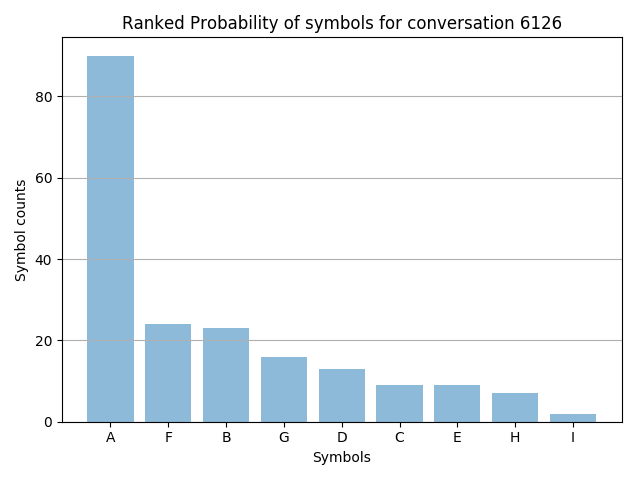 Ranked Probability of symbols for conversation 6126
Symbol counts
80
60
40
20
0
A F B G D C E H I
Symbols